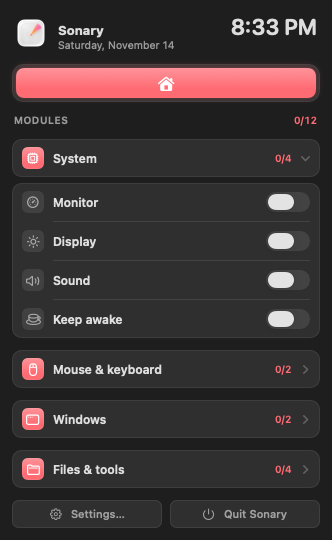 Sonary
8:33 PM
Saturday, November 14
MODULES
0/12
System
0/4
Monitor
Display
Sound
Keep awake
Mouse & keyboard
0/2
Windows
0/2
Files & tools
0/4
Settings...
Quit Sonary